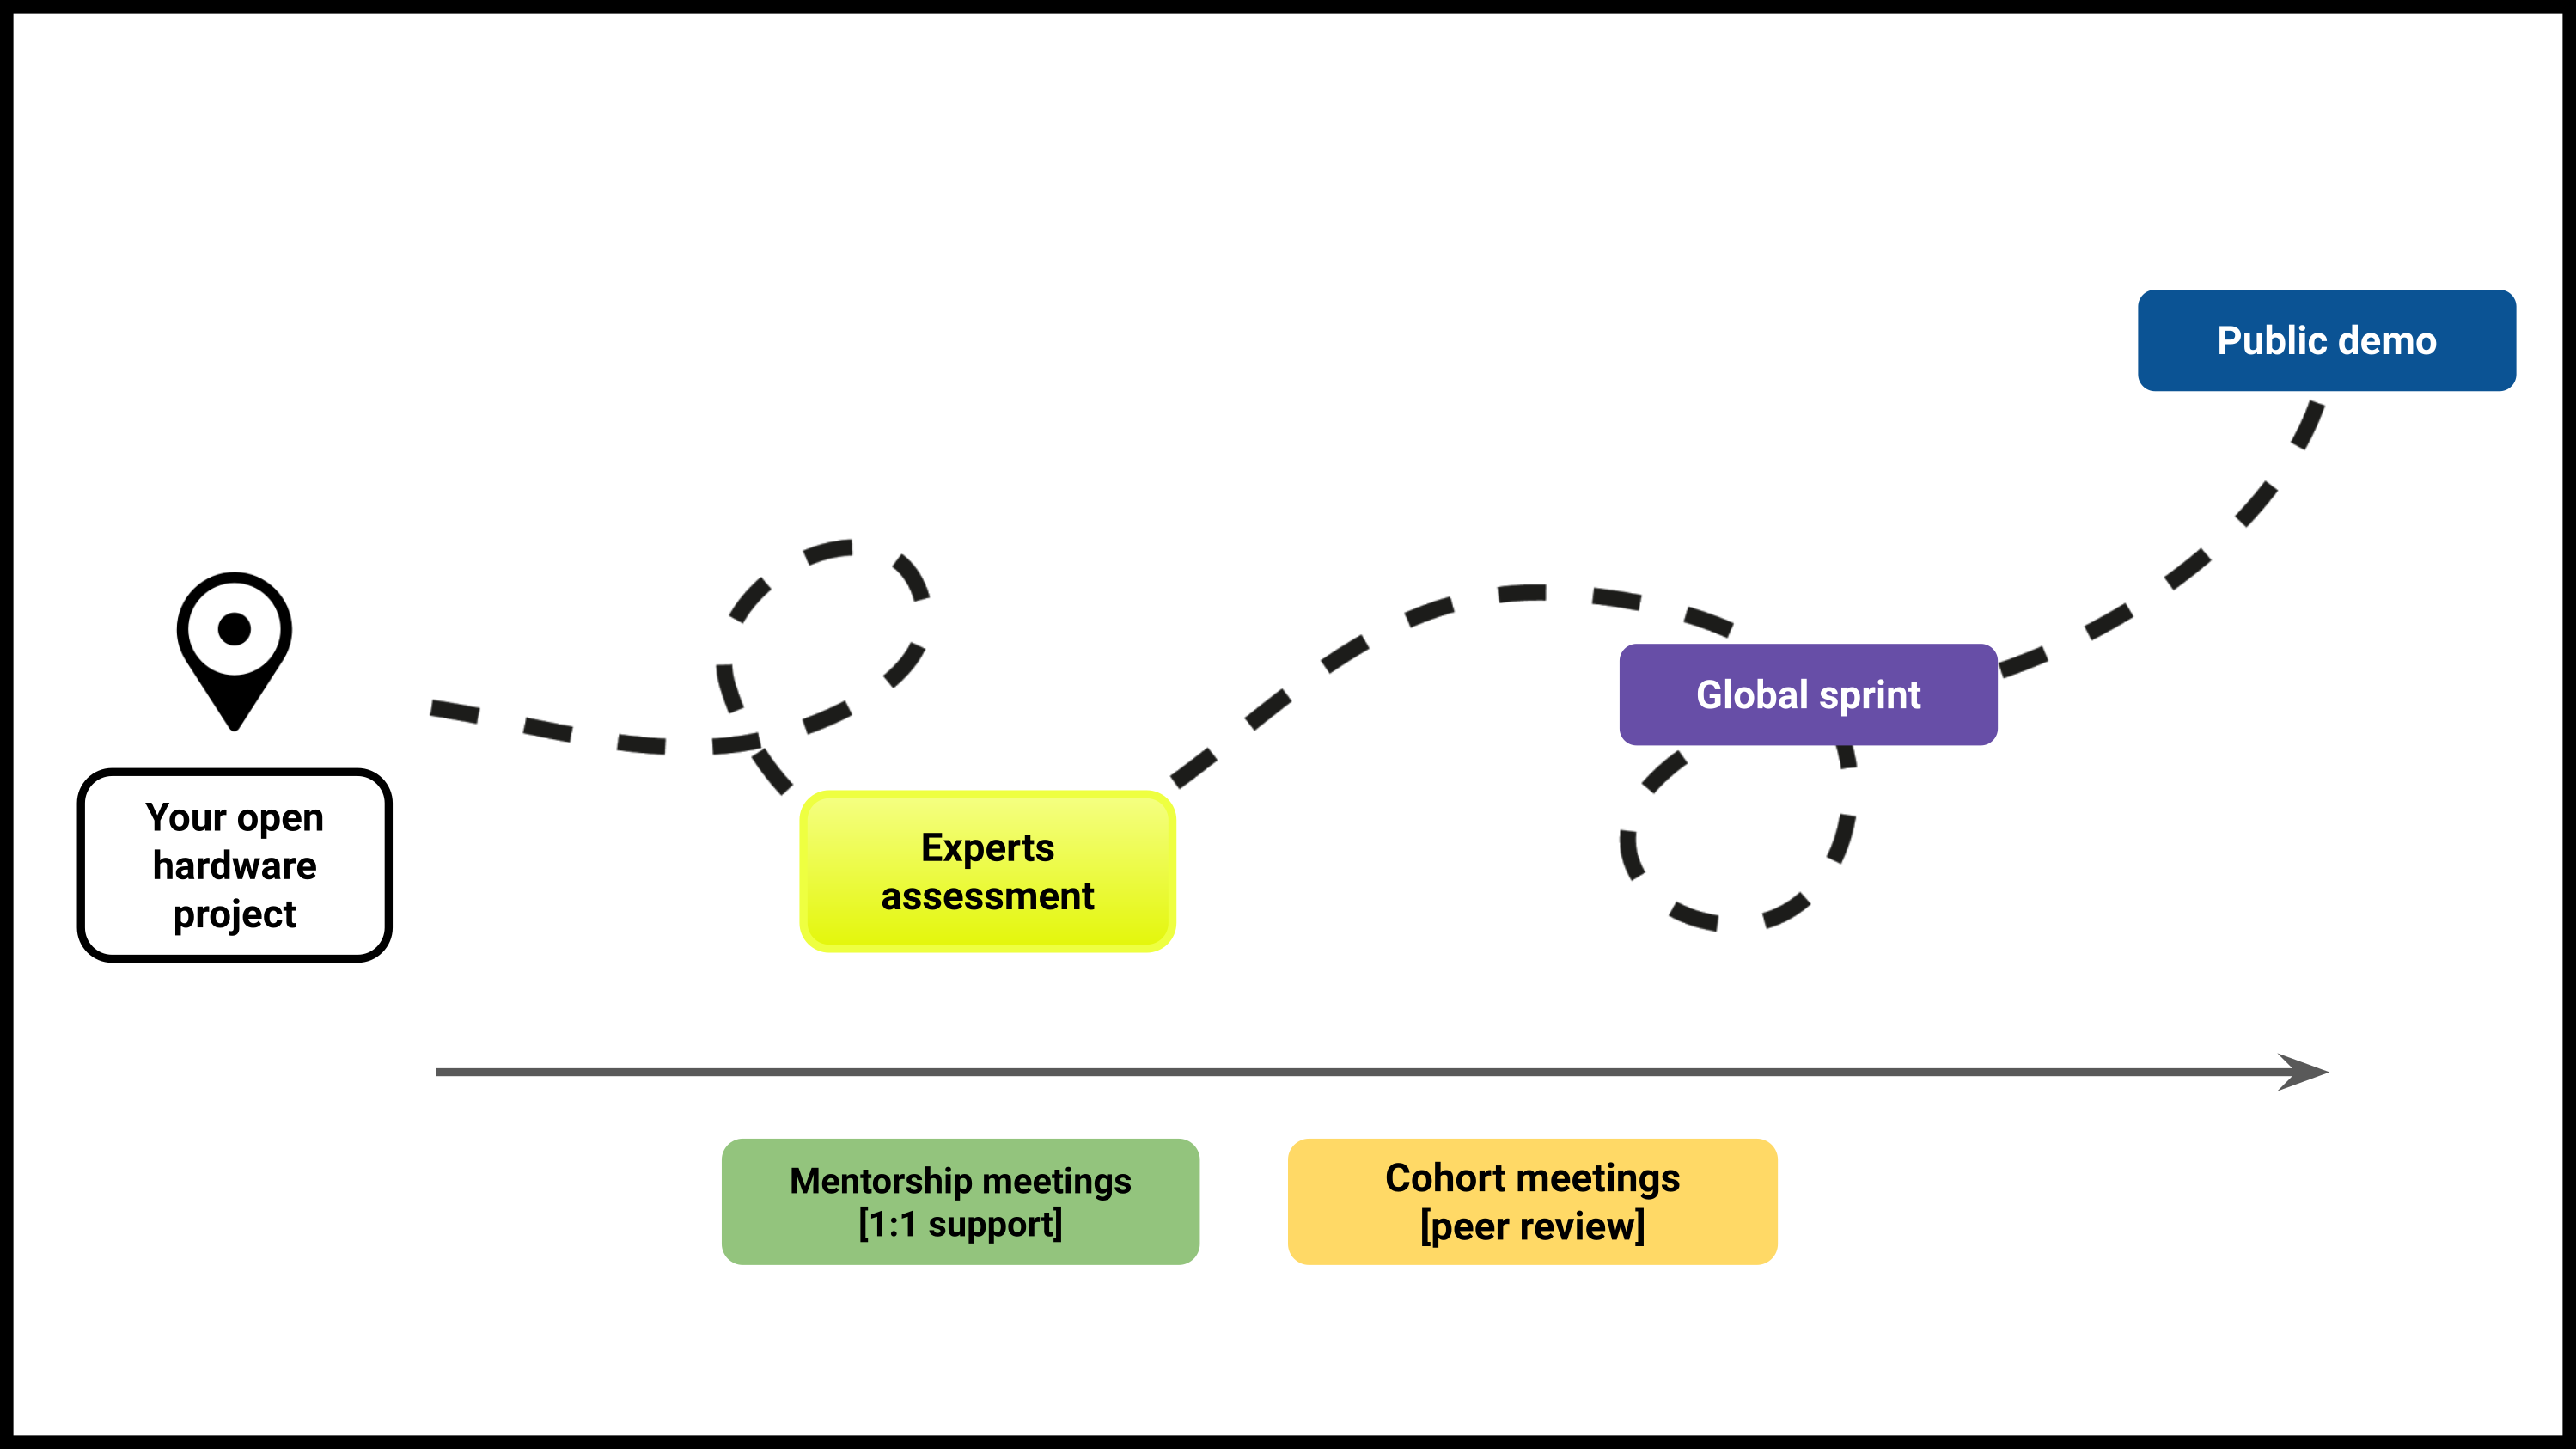 Public demo
Global sprint
Your open
hardware
project
Experts
assessment
Mentorship meetings
[1:1 support]
Cohort meetings
[peer review]